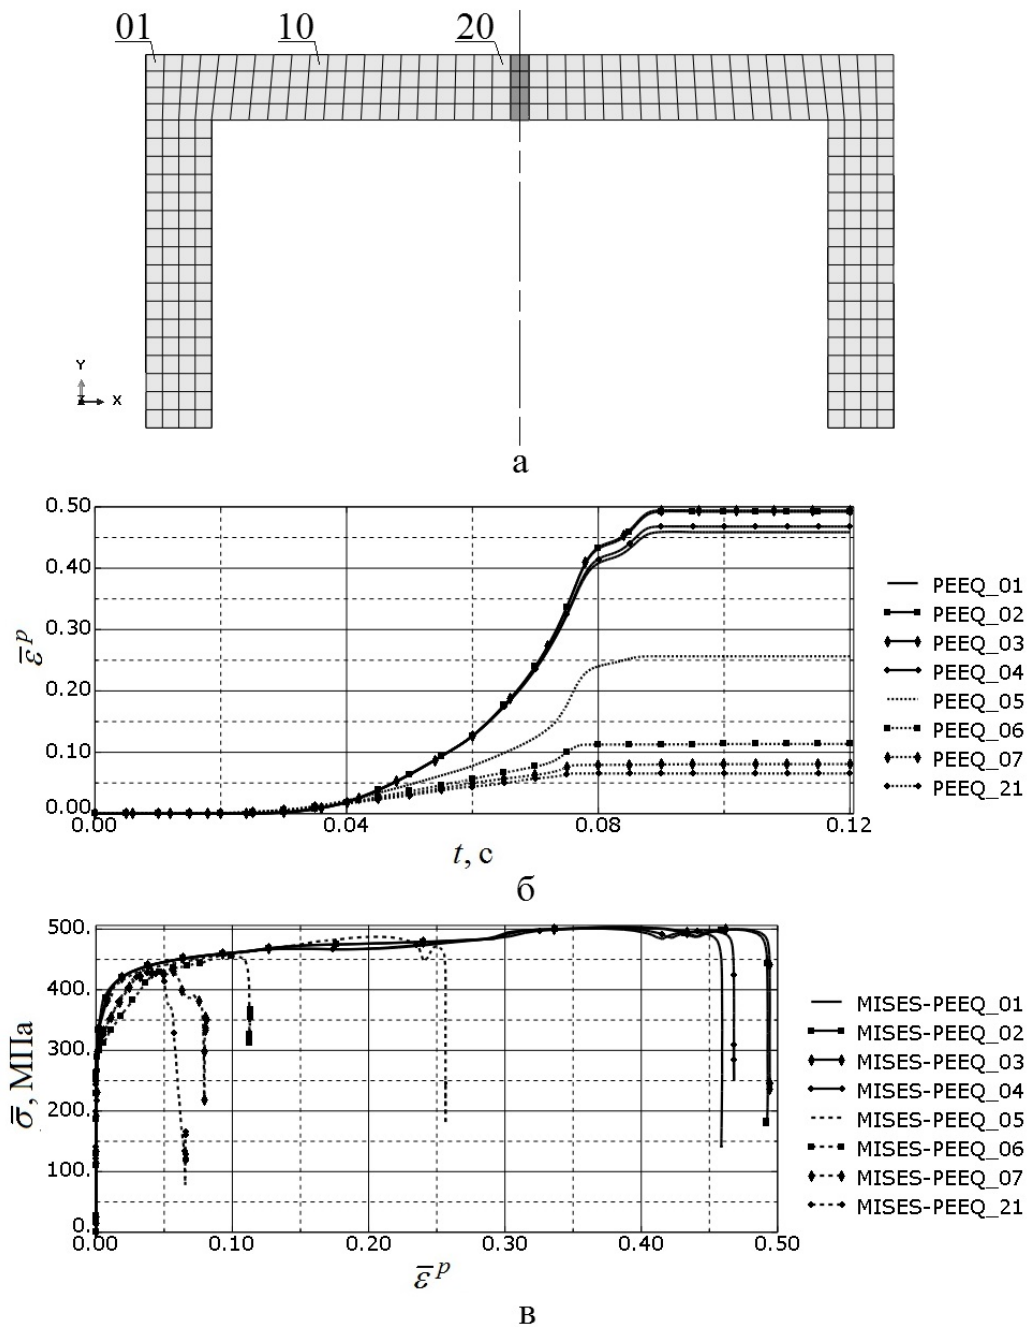 01 10 20
Y
Z X
а
0.50
0.40
0.30
0.20
0.10
0.00
ε̄ᵖ
0.00 0.04 0.08 0.12
t, с
PEEQ_01
PEEQ_02
PEEQ_03
PEEQ_04
PEEQ_05
PEEQ_06
PEEQ_07
PEEQ_21
б
500.
400.
300.
200.
100.
0.
σ̄, МПа
0.00 0.10 0.20 0.30 0.40 0.50
ε̄ᵖ
MISES-PEEQ_01
MISES-PEEQ_02
MISES-PEEQ_03
MISES-PEEQ_04
MISES-PEEQ_05
MISES-PEEQ_06
MISES-PEEQ_07
MISES-PEEQ_21
в